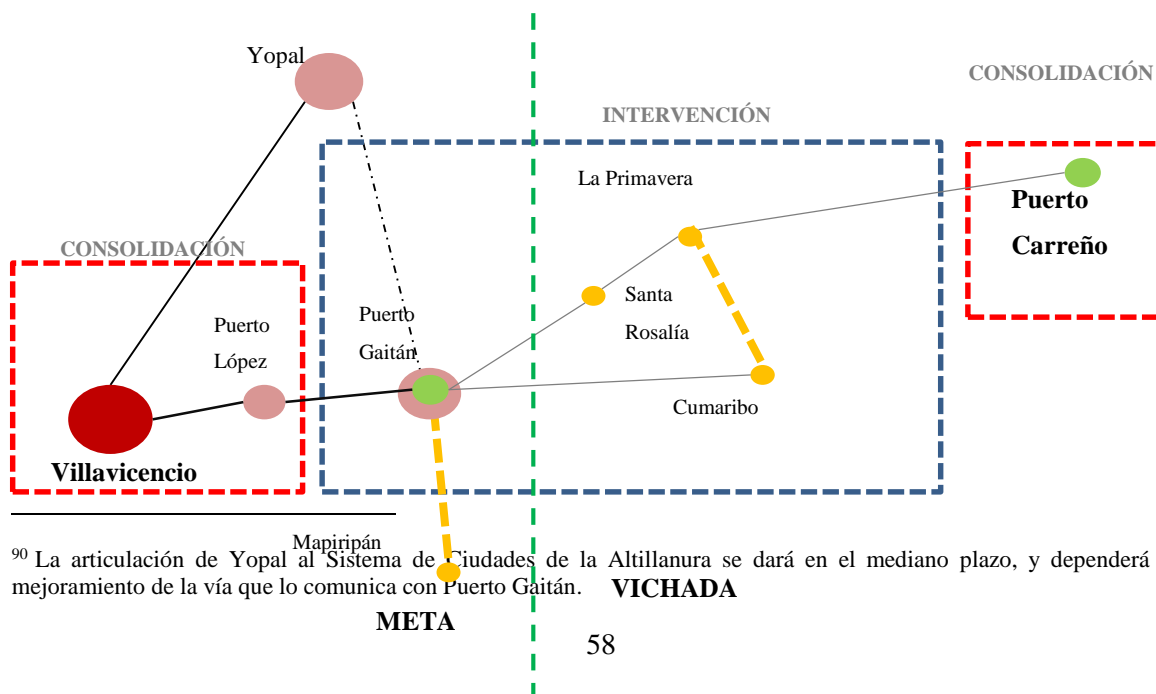 Yopal
CONSOLIDACIÓN
INTERVENCIÓN
La Primavera
Puerto
Carreño
CONSOLIDACIÓN
Puerto
López
Puerto
Gaitán
Santa
Rosalía
Cumaribo
Villavicencio
Mapiripán
90 La articulación de Yopal al Sistema de Ciudades de la Altillanura se dará en el mediano plazo, y dependerá
mejoramiento de la vía que lo comunica con Puerto Gaitán.
VICHADA
META
58